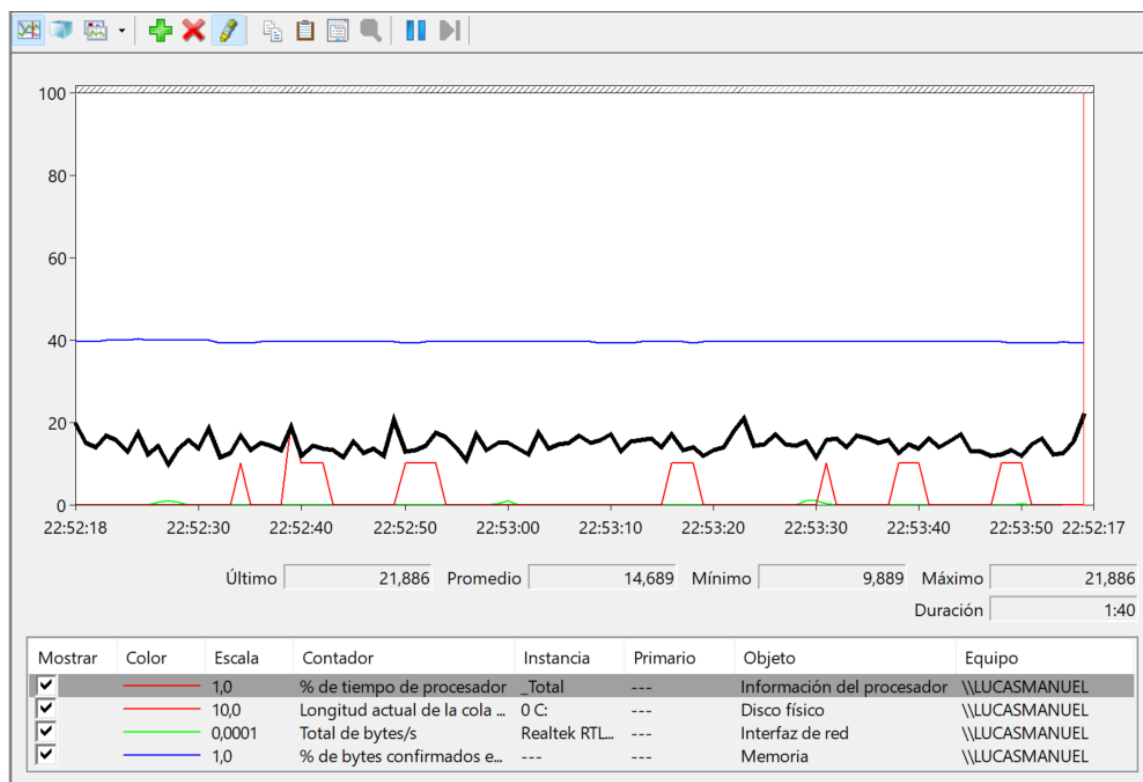 100
80
60
40
20
0
22:52:18 22:52:30 22:52:40 22:52:50 22:53:00 22:53:10 22:53:20 22:53:30 22:53:40 22:53:50 22:52:17
Último 21,886 Promedio 14,689 Mínimo 9,889 Máximo 21,886
Duración 1:40
Mostrar Color Escala Contador Instancia Primario Objeto Equipo
1,0 % de tiempo de procesador _Total --- Información del procesador \\LUCASMANUEL
10,0 Longitud actual de la cola ... 0 C: --- Disco físico \\LUCASMANUEL
0,0001 Total de bytes/s Realtek RTL... --- Interfaz de red \\LUCASMANUEL
1,0 % de bytes confirmados e... --- --- Memoria \\LUCASMANUEL